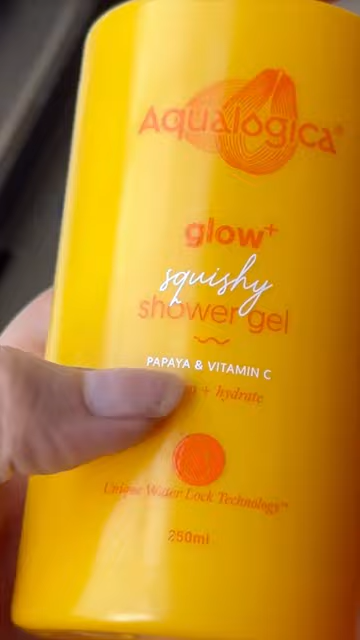 Aqualogica®
glow+
squishy
shower gel
PAPAYA & VITAMIN C
+ hydrate
Unique Water Lock Technology™
250ml